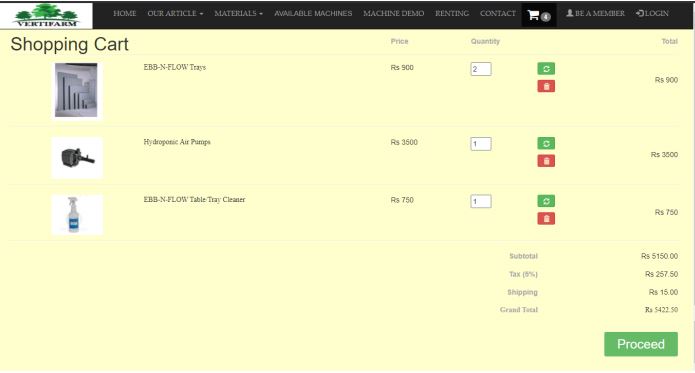 VERTIFARM
HOME OUR ARTICLE MATERIALS AVAILABLE MACHINES MACHINE DEMO RENTING CONTACT 4 BE A MEMBER LOGIN
Shopping Cart Price Quantity Total
EBB-N-FLOW Trays Rs 900 2 Rs 900
Hydroponic Air Pumps Rs 3500 1 Rs 3500
EBB-N-FLOW Table/Tray Cleaner Rs 750 1 Rs 750
Subtotal Rs 5150.00
Tax (5%) Rs 257.50
Shipping Rs 15.00
Grand Total Rs 5422.50
Proceed